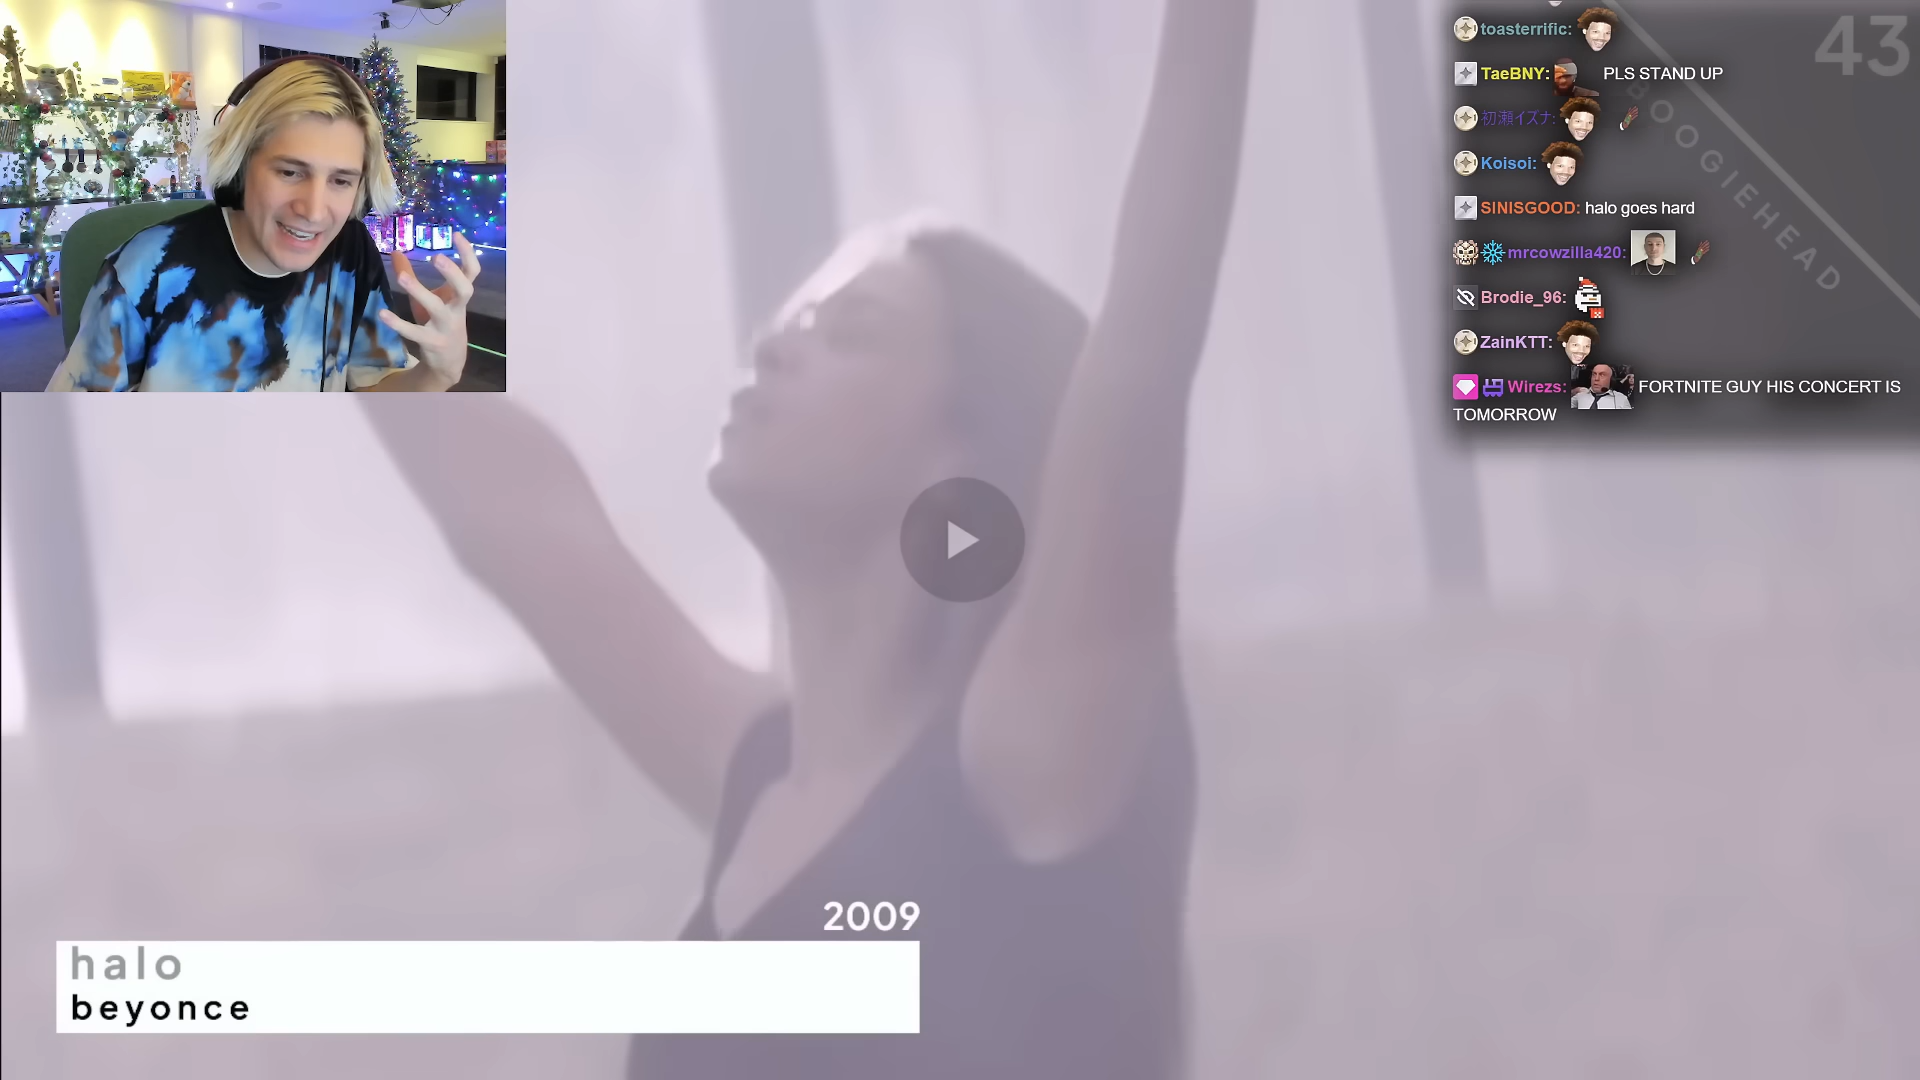 toasterrific:
TaeBNY: PLS STAND UP
初瀬イズナ:
Koisoi:
SINISGOOD: halo goes hard
mrcowzilla420:
Brodie_96:
ZainKTT:
Wirezs: FORTNITE GUY HIS CONCERT IS
TOMORROW
43
BOOGIEHEAD
2009
halo
beyonce